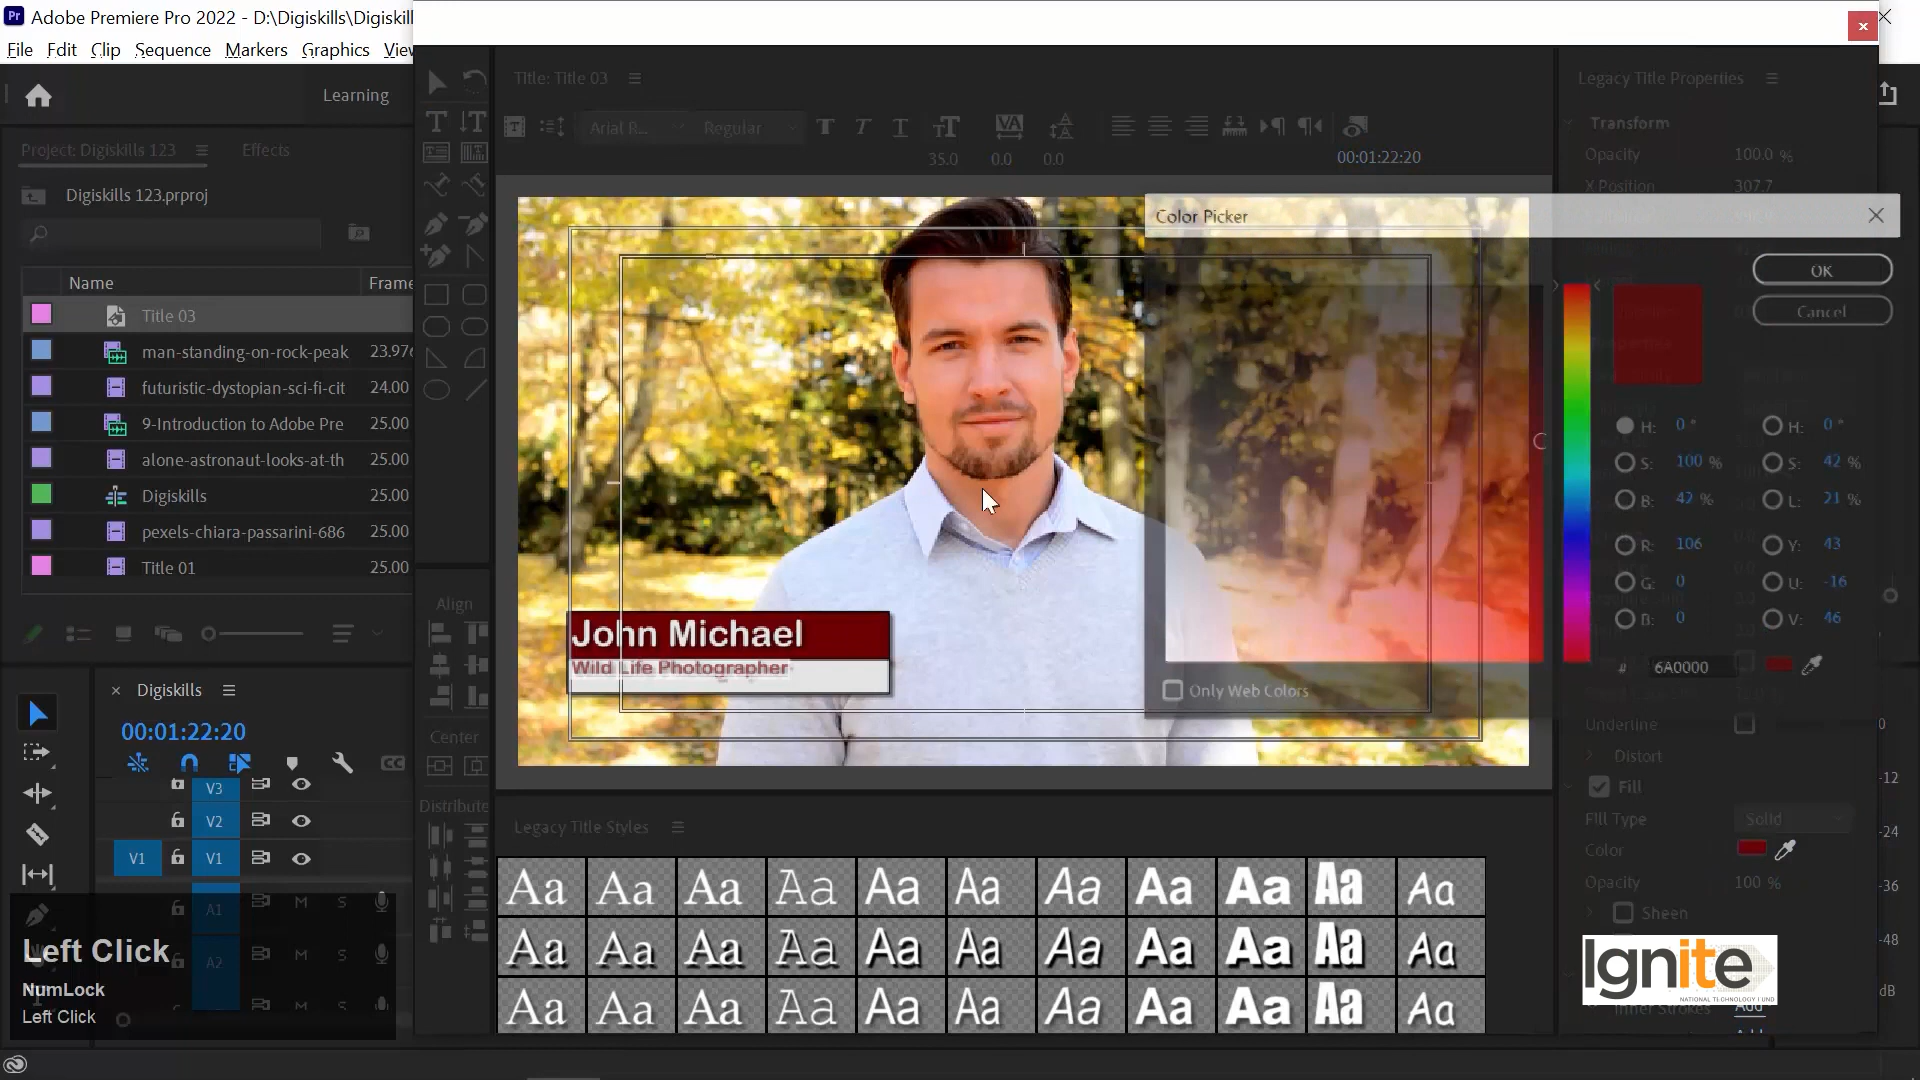 Adobe Premiere Pro 2022 - D:\Digiskills\Digiskill
File Edit Clip Sequence Markers Graphics View
Learning
Project: Digiskills 123
Effects
Digiskills 123.prproj
Name
Frame
Title 03
man-standing-on-rock-peak 23.976
futuristic-dystopian-sci-fi-cit 24.00
9-Introduction to Adobe Pre 25.00
alone-astronaut-looks-at-th 25.00
Digiskills 25.00
pexels-chiara-passarini-686 25.00
Title 01 25.00
Digiskills
00:01:22:20
V3
V2
V1 V1
A1 M S
A2 M S
Left Click
NumLock
Left Click
Title: Title 03
Arial R... Regular
35.0 0.0 0.0
00:01:22:20
Align
Center
Distribute
John Michael
Wild Life Photographer
Legacy Title Styles
Aa Aa Aa Aa Aa Aa Aa Aa Aa Aa Aa
Aa Aa Aa Aa Aa Aa Aa Aa Aa Aa Aa
Aa Aa Aa Aa Aa Aa Aa Aa Aa Aa Aa
Legacy Title Properties
Transform
Opacity 100.0 %
X Position 307.7
Color Picker
OK
Cancel
H: 0 ° H: 0 °
S: 100 % S: 42 %
B: 42 % L: 21 %
R: 106 Y: 43
G: 0 U: -16
B: 0 V: 46
# 6A0000
Only Web Colors
Underline
Distort
Fill
Fill Type Solid
Color
Opacity 100 %
Sheen
Ignite
NATIONAL TECHNOLOGY FUND
Inner Strokes Add
0
-12
-24
-36
-48
dB